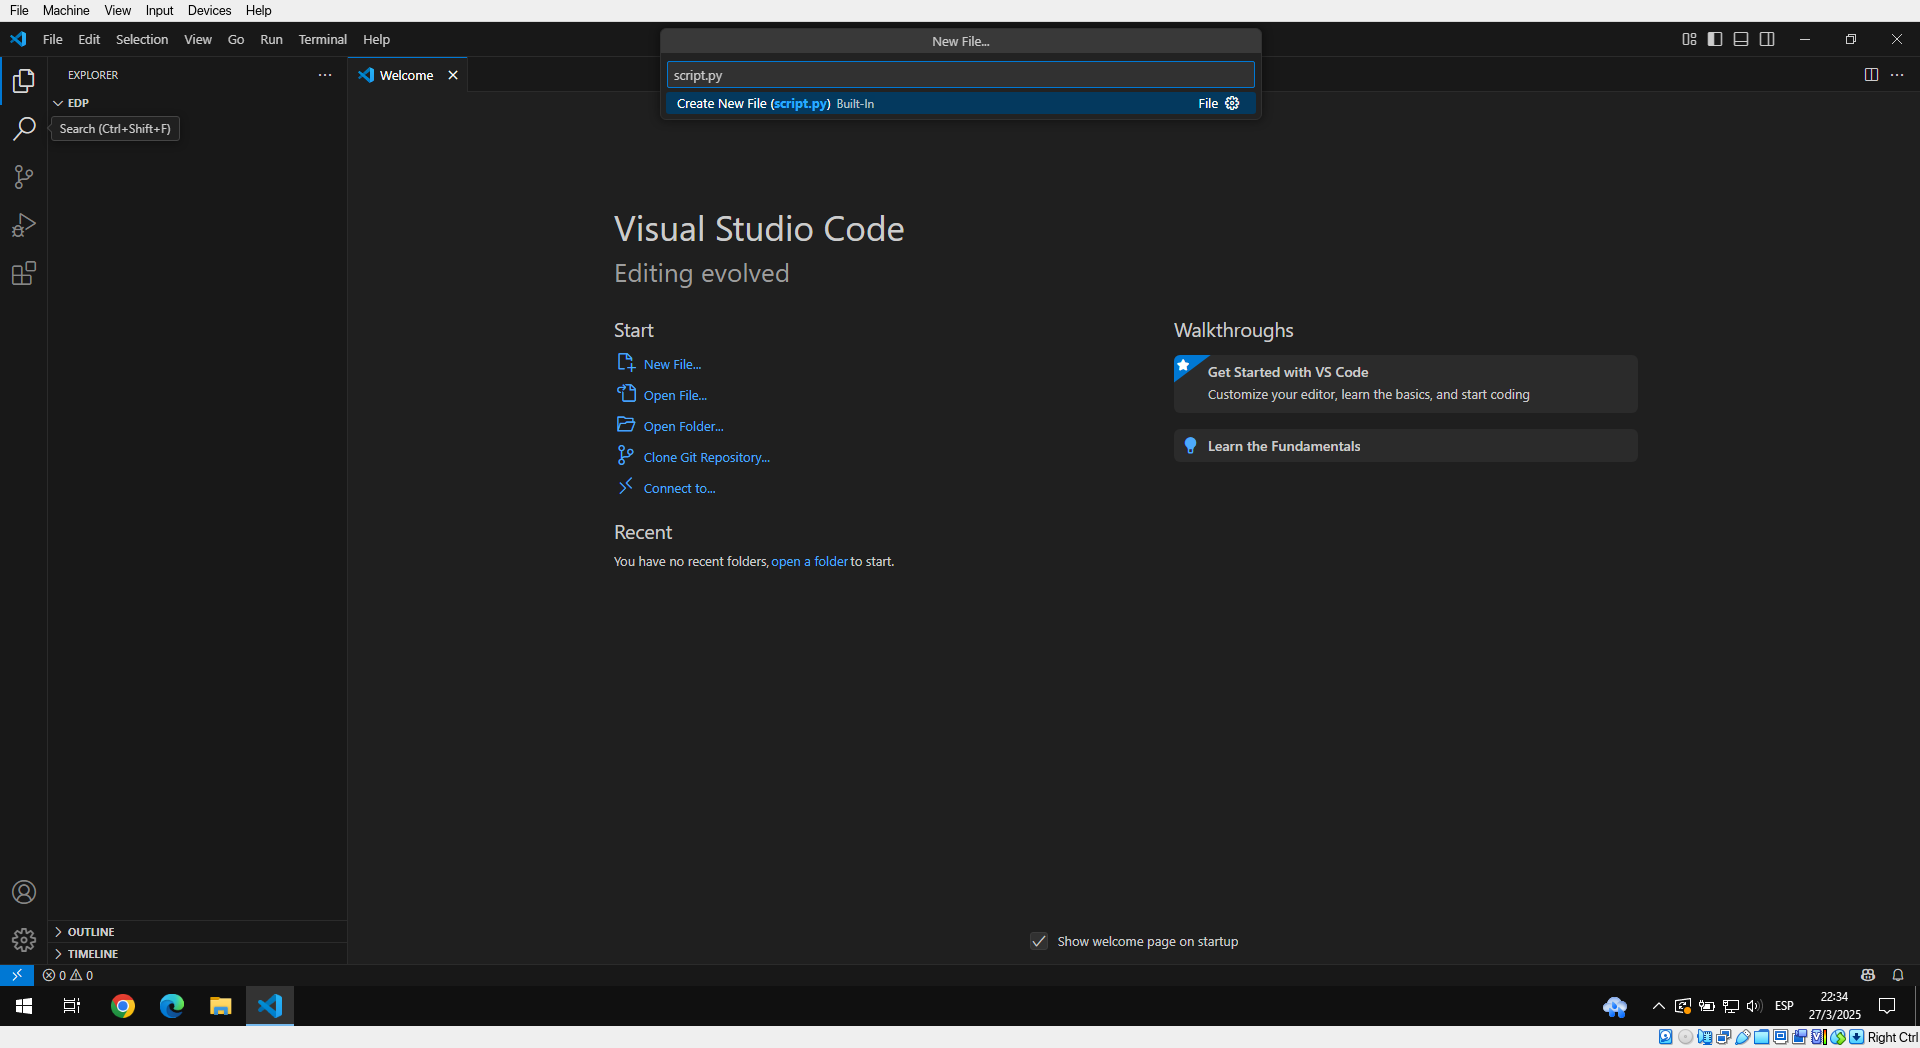 File Machine View Input Devices Help
File Edit Selection View Go Run Terminal Help
New File...
script.py
Create New File (script.py) Built-In File
EXPLORER
Welcome
EDP
Search (Ctrl+Shift+F)
Visual Studio Code
Editing evolved
Start
New File...
Open File...
Open Folder...
Clone Git Repository...
Connect to...
Recent
You have no recent folders, open a folder to start.
Walkthroughs
Get Started with VS Code
Customize your editor, learn the basics, and start coding
Learn the Fundamentals
Show welcome page on startup
OUTLINE
TIMELINE
0 0
ESP
22:34
27/3/2025
Right Ctrl